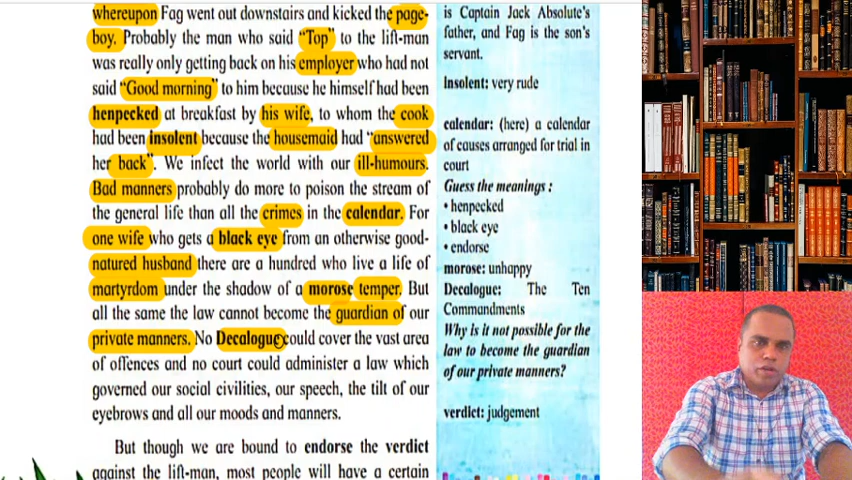 whereupon Fag went out downstairs and kicked the page-
boy. Probably the man who said “Top” to the lift-man
was really only getting back on his employer who had not
said “Good morning” to him because he himself had been
henpecked at breakfast by his wife, to whom the cook
had been insolent because the housemaid had “answered
her back”. We infect the world with our ill-humours.
Bad manners probably do more to poison the stream of
the general life than all the crimes in the calendar. For
one wife who gets a black eye from an otherwise good-
natured husband there are a hundred who live a life of
martyrdom under the shadow of a morose temper. But
all the same the law cannot become the guardian of our
private manners. No Decalogue could cover the vast area
of offences and no court could administer a law which
governed our social civilities, our speech, the tilt of our
eyebrows and all our moods and manners.
But though we are bound to endorse the verdict
against the lift-man, most people will have a certain
is Captain Jack Absolute’s
father, and Fag is the son’s
servant.
Insolent: very rude
calendar: (here) a calendar
of causes arranged for trial in
court
Guess the meanings :
• henpecked
• black eye
• endorse
morose: unhappy
Decalogue: The Ten
Commandments
Why is it not possible for the
law to become the guardian
of our private manners?
verdict: judgement